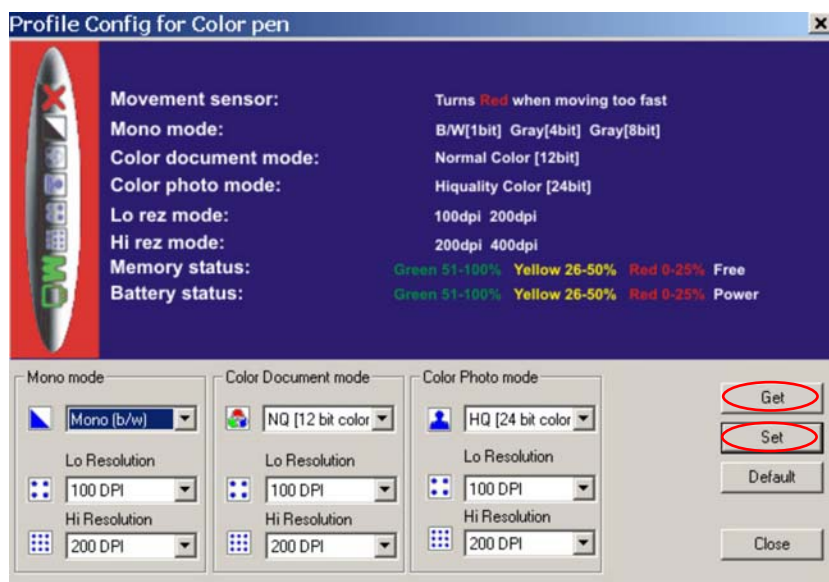 Profile Config for Color pen
Movement sensor: Turns Red when moving too fast
Mono mode: B/W[1bit] Gray[4bit] Gray[8bit]
Color document mode: Normal Color [12bit]
Color photo mode: Hiquality Color [24bit]
Lo rez mode: 100dpi 200dpi
Hi rez mode: 200dpi 400dpi
Memory status: Green 51-100% Yellow 26-50% Red 0-25% Free
Battery status: Green 51-100% Yellow 26-50% Red 0-25% Power
Mono mode
Mono (b/w)
Lo Resolution
100 DPI
Hi Resolution
200 DPI
Color Document mode
NQ [12 bit color
Lo Resolution
100 DPI
Hi Resolution
200 DPI
Color Photo mode
HQ [24 bit color
Lo Resolution
100 DPI
Hi Resolution
200 DPI
Get
Set
Default
Close